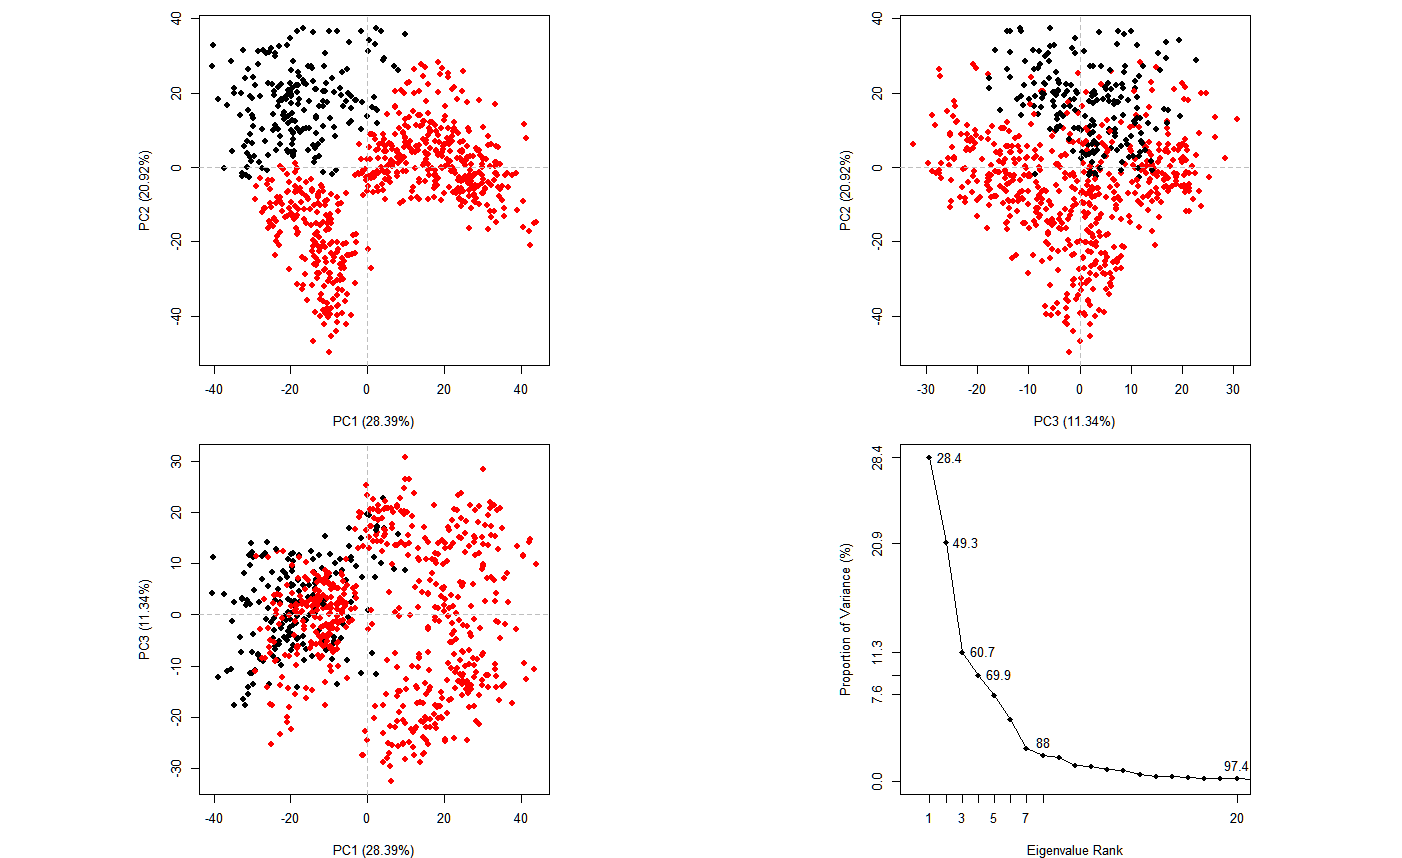 40
20
0
-20
-40
PC2 (20.92%)
-40 -20 0 20 40
PC1 (28.39%)
40
20
0
-20
-40
PC2 (20.92%)
-30 -20 -10 0 10 20 30
PC3 (11.34%)
30
20
10
0
-10
-20
-30
PC3 (11.34%)
-40 -20 0 20 40
PC1 (28.39%)
28.4
20.9
11.3
7.6
0.0
Proportion of Variance (%)
28.4
49.3
60.7
69.9
88
97.4
1 3 5 7 20
Eigenvalue Rank